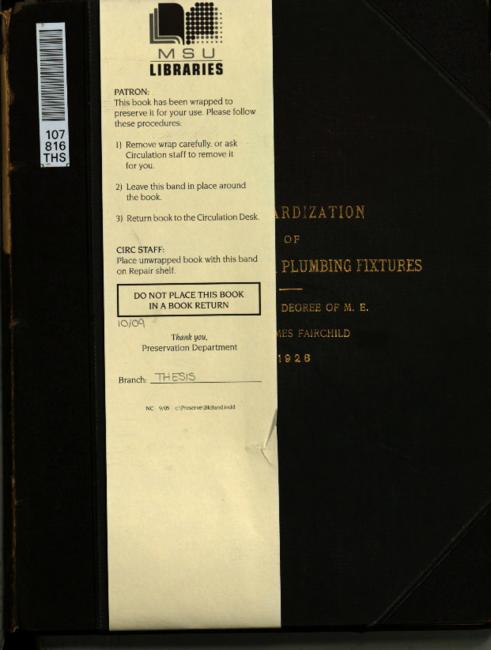 MSU
LIBRARIES
PATRON:
This book has been wrapped to
preserve it for your use. Please follow
these procedures.
1) Remove wrap carefully, or ask
Circulation staff to remove it
for you.
2) Leave this band in place around
the book.
3) Return book to the Circulation Desk.
CIRC STAFF:
Place unwrapped book with this band
on Repair shelf.
DO NOT PLACE THIS BOOK
IN A BOOK RETURN
10/09
Thank you,
Preservation Department
Branch: THESIS
NC 9/05
107
816
THS
ARDIZATION
OF
PLUMBING FIXTURES
DEGREE OF M. E.
MES FAIRCHILD
1926